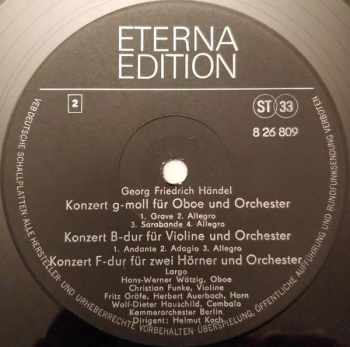 ETERNA
EDITION
2
ST 33
8 26 809
Georg Friedrich Händel
Konzert g-moll für Oboe und Orchester
1. Grave 2. Allegro
3. Sarabande 4. Allegro
Konzert B-dur für Violine und Orchester
1. Andante 2. Adagio 3. Allegro
Konzert F-dur für zwei Hörner und Orchester
Largo
Hans-Werner Wätzig, Oboe
Christian Funke, Violine
Fritz Gräfe, Herbert Auerbach, Horn
Wolf-Dieter Hauschild, Cembalo
Kammerorchester Berlin
Dirigent: Helmut Koch
VEB DEUTSCHE SCHALLPLATTEN · ALLE HERSTELLER- UND URHEBERRECHTE VORBEHALTEN · ÜBERSPIELUNG, ÖFFENTLICHE AUFFÜHRUNG UND RUNDFUNKSENDUNG VERBOTEN